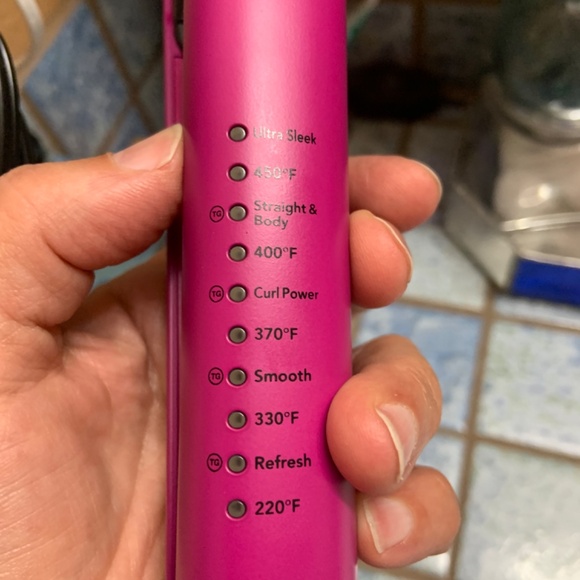 Ultra Sleek
450°F
TG Straight &
Body
400°F
TG Curl Power
370°F
TG Smooth
330°F
TG Refresh
220°F